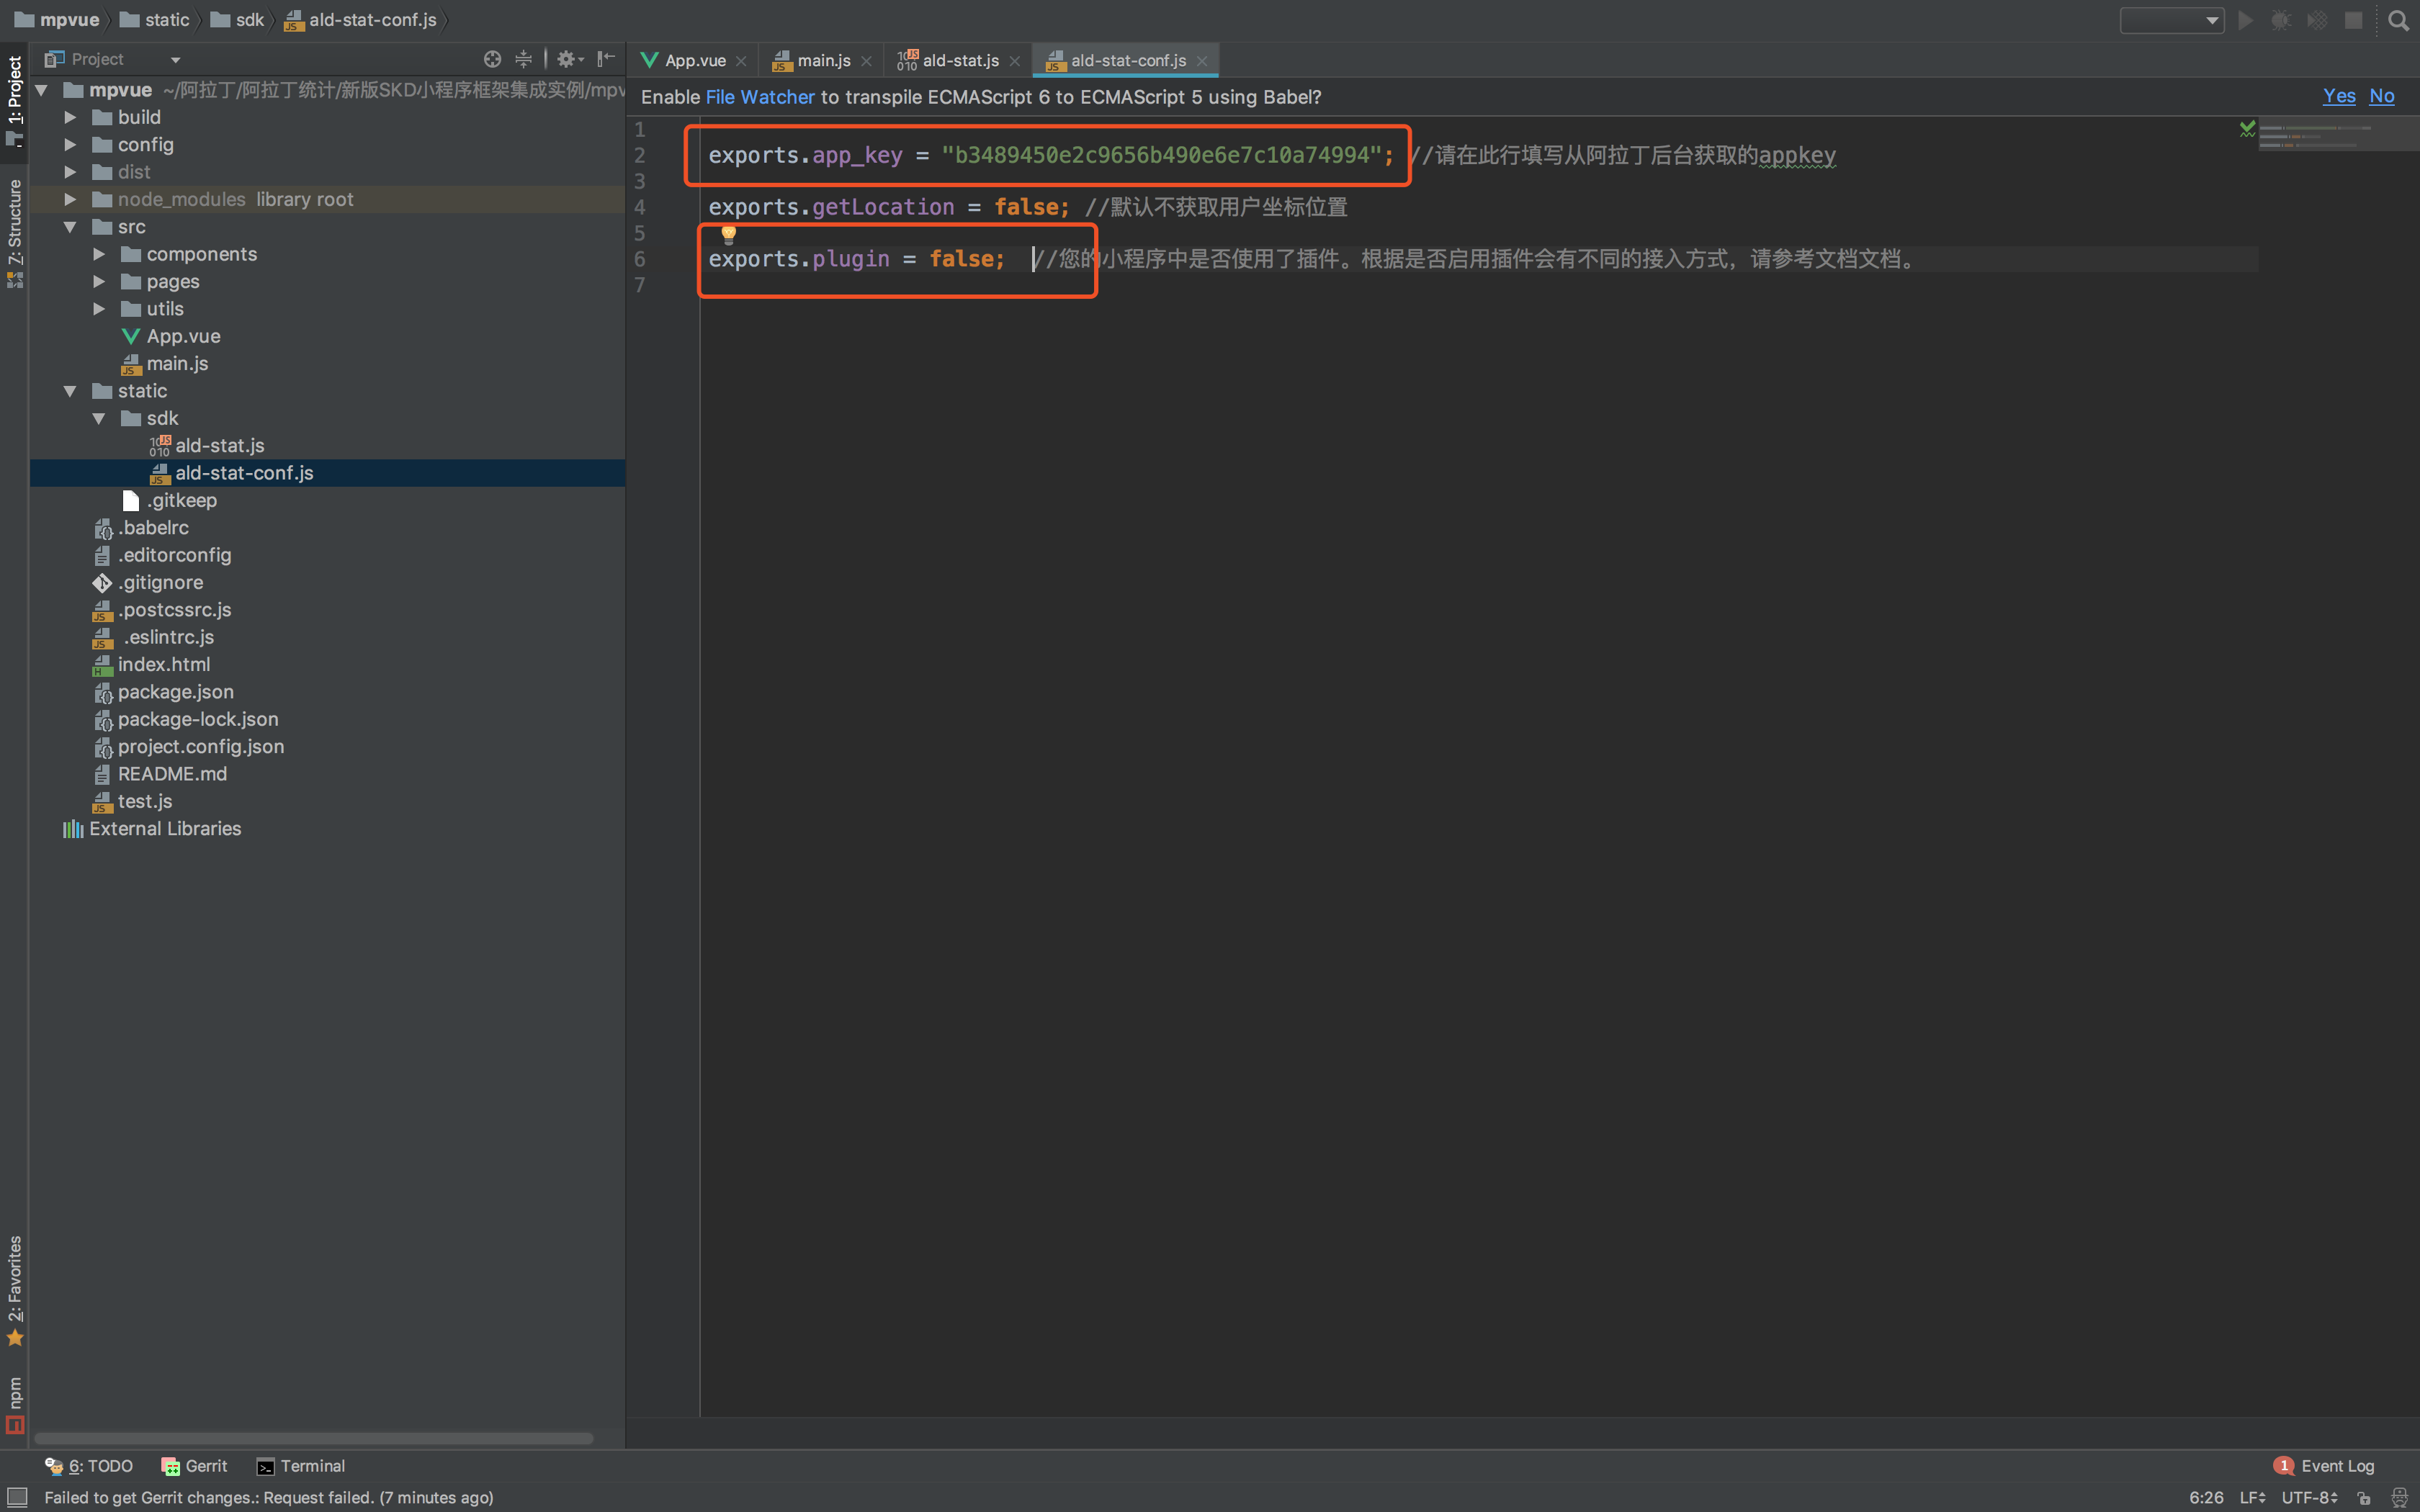 mpvue static sdk ald-stat-conf.js
Project
App.vue main.js ald-stat.js ald-stat-conf.js
Enable File Watcher to transpile ECMAScript 6 to ECMAScript 5 using Babel? Yes No
1: Project
7: Structure
2: Favorites
npm
mpvue ~/阿拉丁/阿拉丁统计/新版SKD小程序框架集成实例/mpv
build
config
dist
node_modules library root
src
components
pages
utils
App.vue
main.js
static
sdk
ald-stat.js
ald-stat-conf.js
.gitkeep
.babelrc
.editorconfig
.gitignore
.postcssrc.js
.eslintrc.js
index.html
package.json
package-lock.json
project.config.json
README.md
test.js
External Libraries
1
2 exports.app_key = "b3489450e2c9656b490e6e7c10a74994"; //请在此行填写从阿拉丁后台获取的appkey
3
4 exports.getLocation = false; //默认不获取用户坐标位置
5
6 exports.plugin = false; //您的小程序中是否使用了插件。根据是否启用插件会有不同的接入方式，请参考文档文档。
7
6: TODO Gerrit Terminal 1 Event Log
Failed to get Gerrit changes.: Request failed. (7 minutes ago) 6:26 LF UTF-8